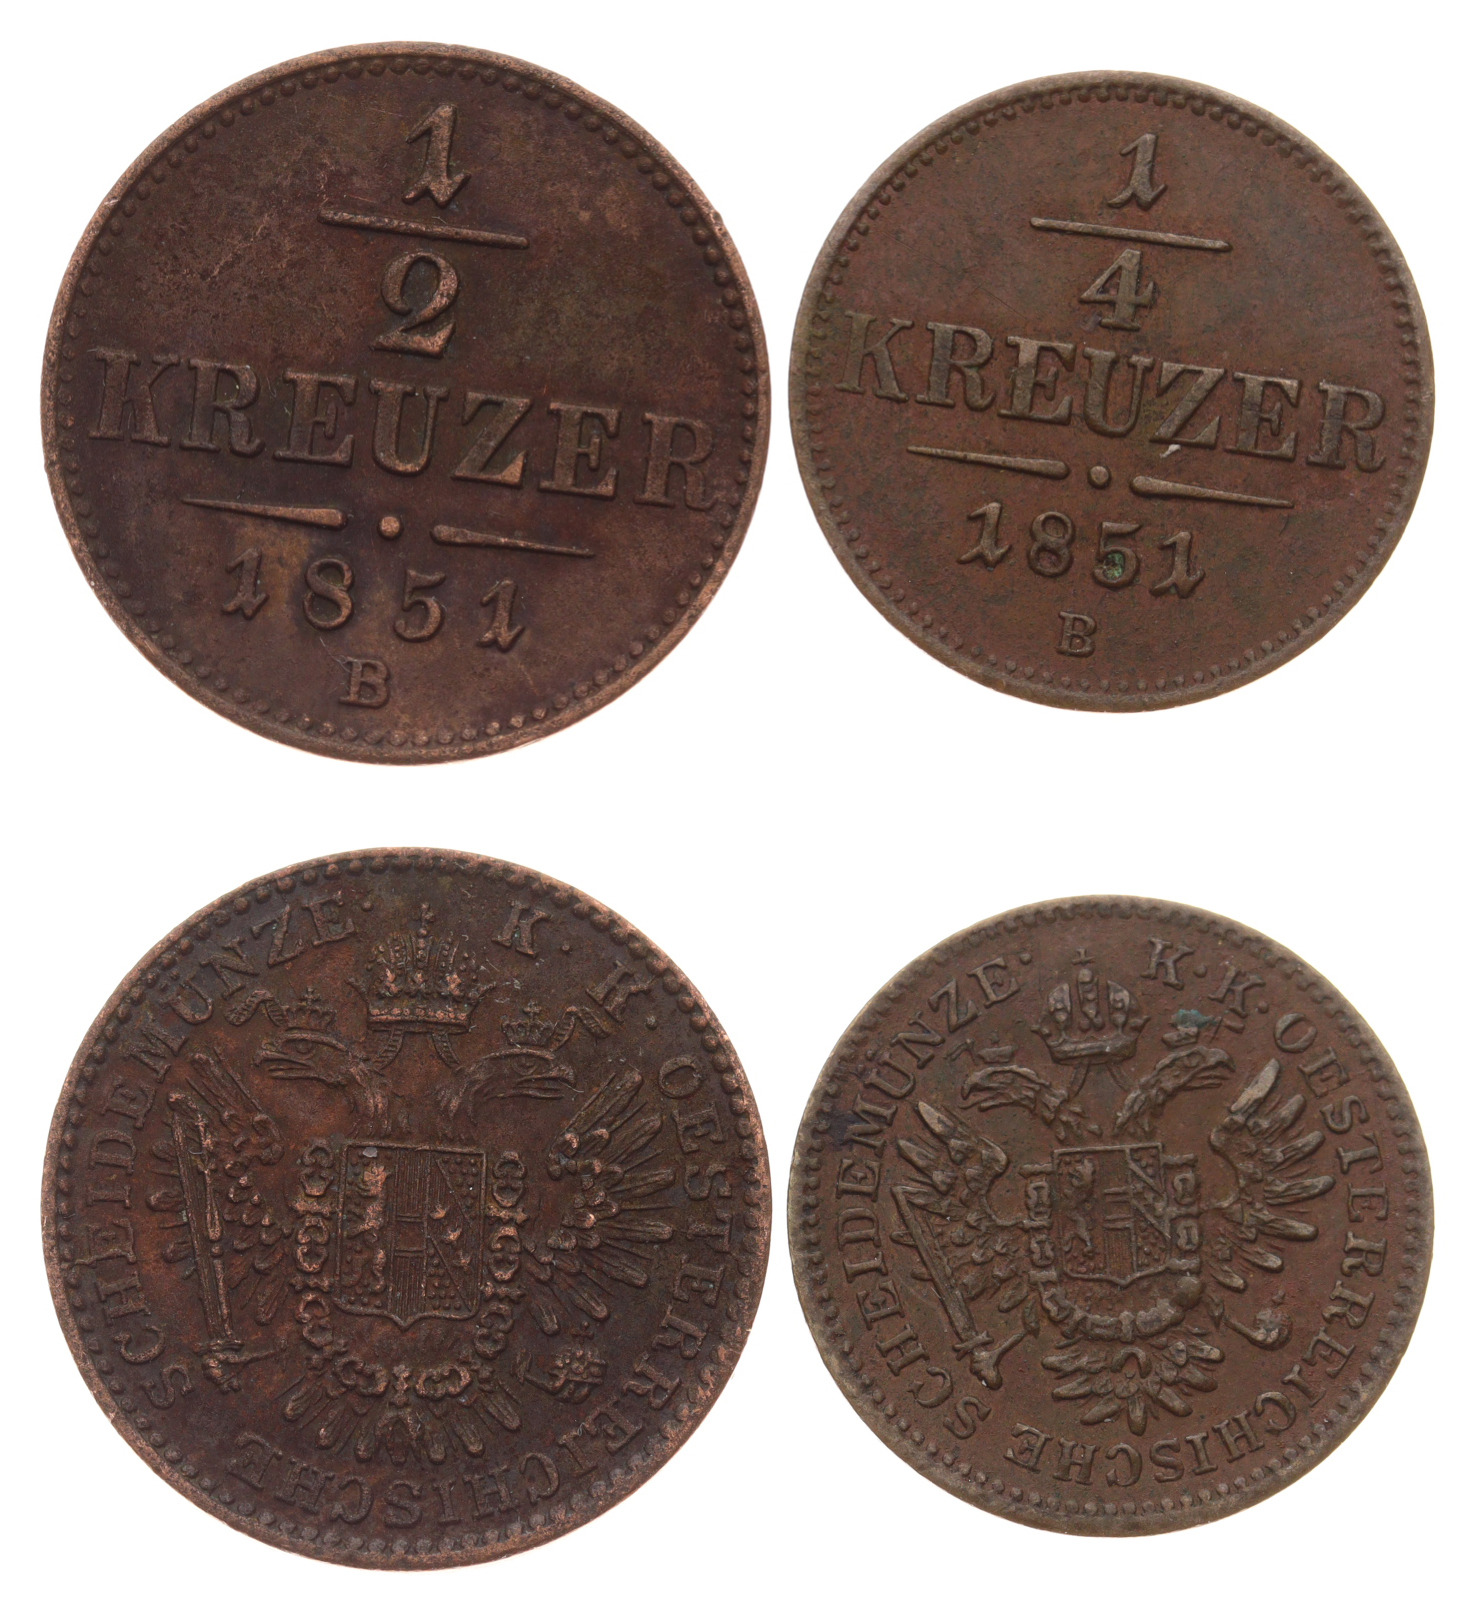 1
2
KREUZER
1851
B
1
4
KREUZER
1851
B
K. K. OESTERREICHISCHE SCHEIDEMÜNZE.
K. K. OESTERREICHISCHE SCHEIDEMÜNZE.